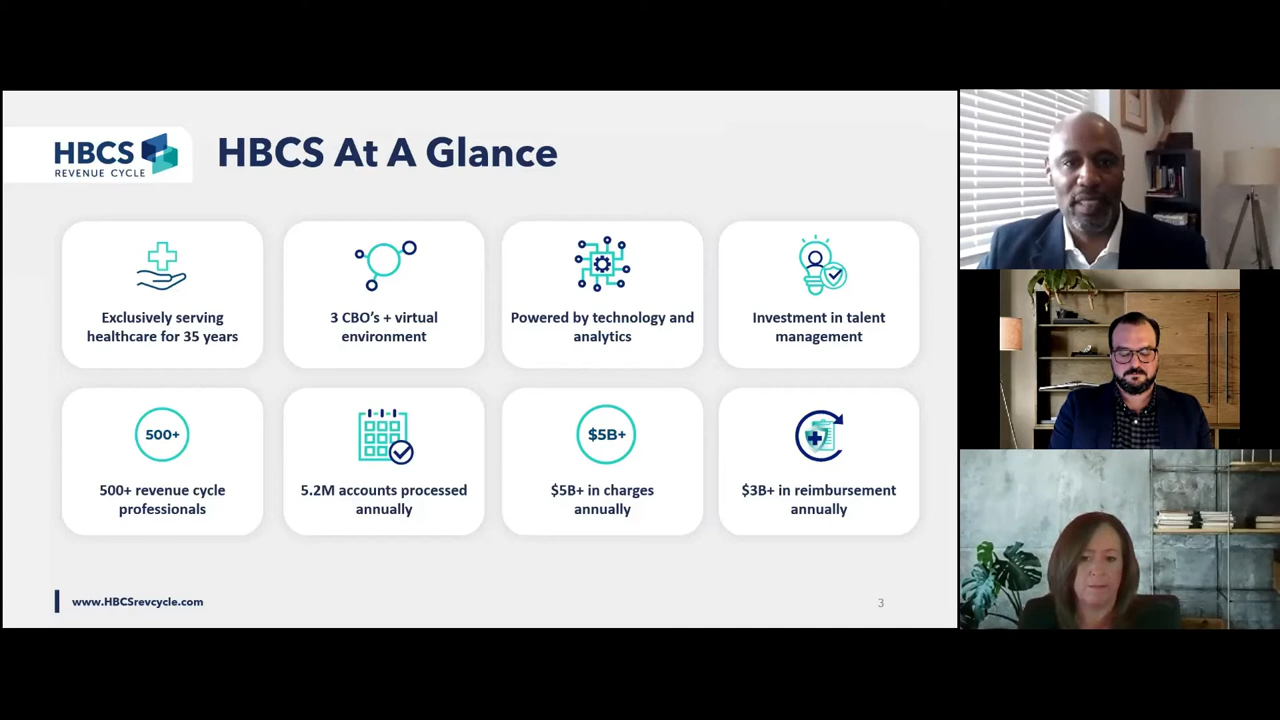 HBCS
REVENUE CYCLE
HBCS At A Glance
Exclusively serving
healthcare for 35 years
3 CBO's + virtual
environment
Powered by technology and
analytics
Investment in talent
management
500+
500+ revenue cycle
professionals
5.2M accounts processed
annually
$5B+
$5B+ in charges
annually
$3B+ in reimbursement
annually
www.HBCSrevcycle.com
3